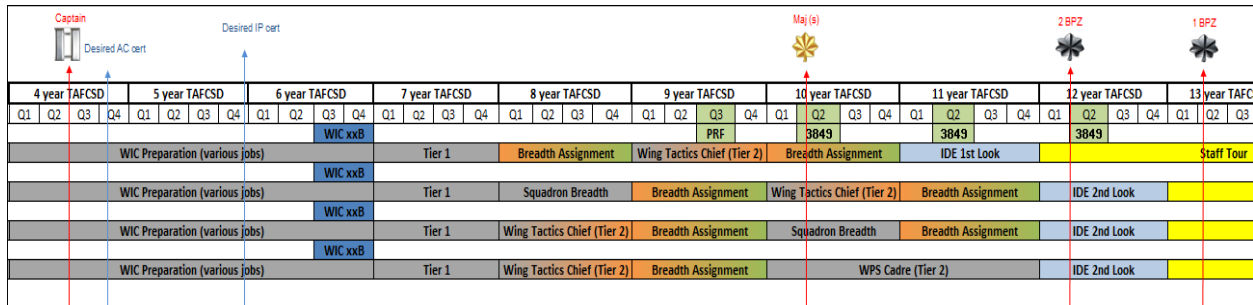 Captain
Desired AC cert
Desired IP cert
Maj (s)
2 BPZ
1 BPZ
4 year TAFCSD 5 year TAFCSD 6 year TAFCSD 7 year TAFCSD 8 year TAFCSD 9 year TAFCSD 10 year TAFCSD 11 year TAFCSD 12 year TAFCSD 13 year TAFC
Q1 Q2 Q3 Q4 Q1 Q2 Q3 Q4 Q1 Q2 Q3 Q4 Q1 Q2 Q3 Q4 Q1 Q2 Q3 Q4 Q1 Q2 Q3 Q4 Q1 Q2 Q3 Q4 Q1 Q2 Q3 Q4 Q1 Q2 Q3 Q4 Q1 Q2 Q3
WIC xxB PRF 3849 3849 3849
WIC Preparation (various jobs) Tier 1 Breadth Assignment Wing Tactics Chief (Tier 2) Breadth Assignment IDE 1st Look Staff Tour
WIC xxB
WIC Preparation (various jobs) Tier 1 Squadron Breadth Breadth Assignment Wing Tactics Chief (Tier 2) Breadth Assignment IDE 2nd Look
WIC xxB
WIC Preparation (various jobs) Tier 1 Wing Tactics Chief (Tier 2) Breadth Assignment Squadron Breadth Breadth Assignment IDE 2nd Look
WIC xxB
WIC Preparation (various jobs) Tier 1 Wing Tactics Chief (Tier 2) Breadth Assignment WPS Cadre (Tier 2) IDE 2nd Look